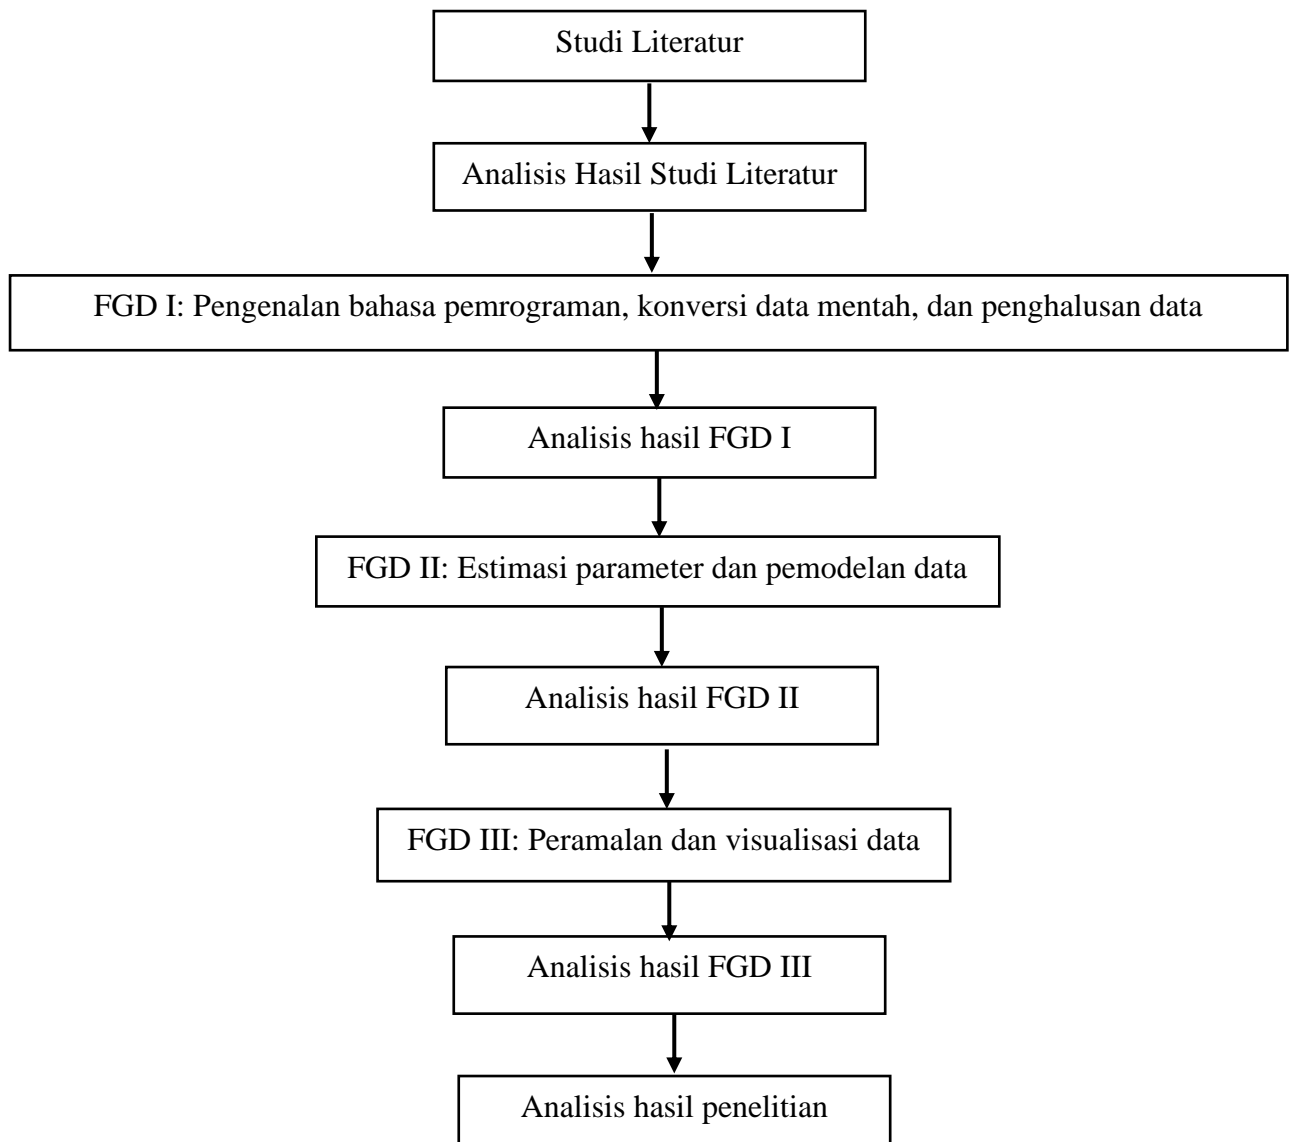 Studi Literatur
Analisis Hasil Studi Literatur
FGD I: Pengenalan bahasa pemrograman, konversi data mentah, dan penghalusan data
Analisis hasil FGD I
FGD II: Estimasi parameter dan pemodelan data
Analisis hasil FGD II
FGD III: Peramalan dan visualisasi data
Analisis hasil FGD III
Analisis hasil penelitian